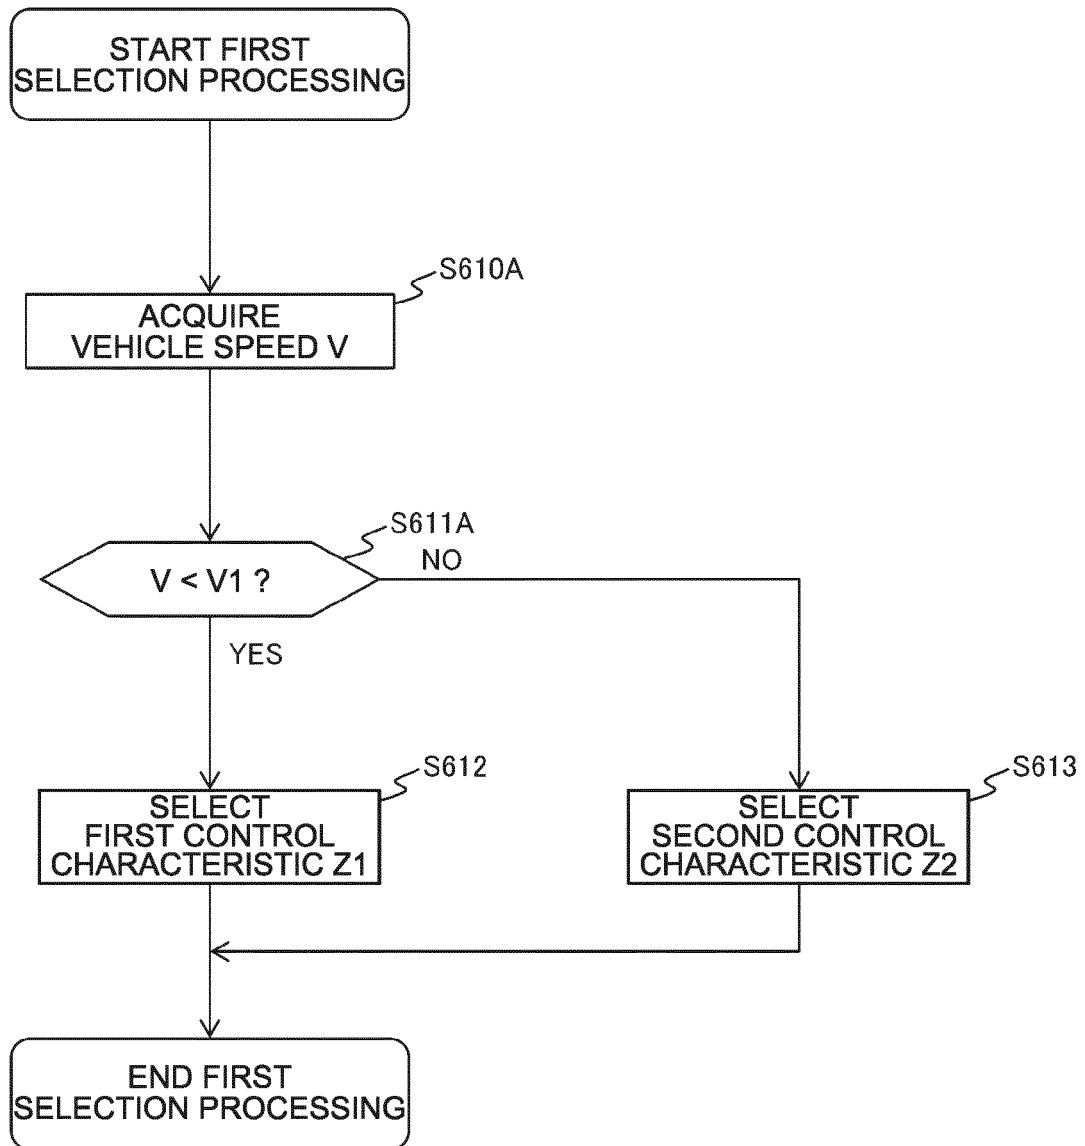 START FIRST
SELECTION PROCESSING
S610A
ACQUIRE
VEHICLE SPEED V
S611A
V < V1 ?
NO
YES
S612
SELECT
FIRST CONTROL
CHARACTERISTIC Z1
S613
SELECT
SECOND CONTROL
CHARACTERISTIC Z2
END FIRST
SELECTION PROCESSING